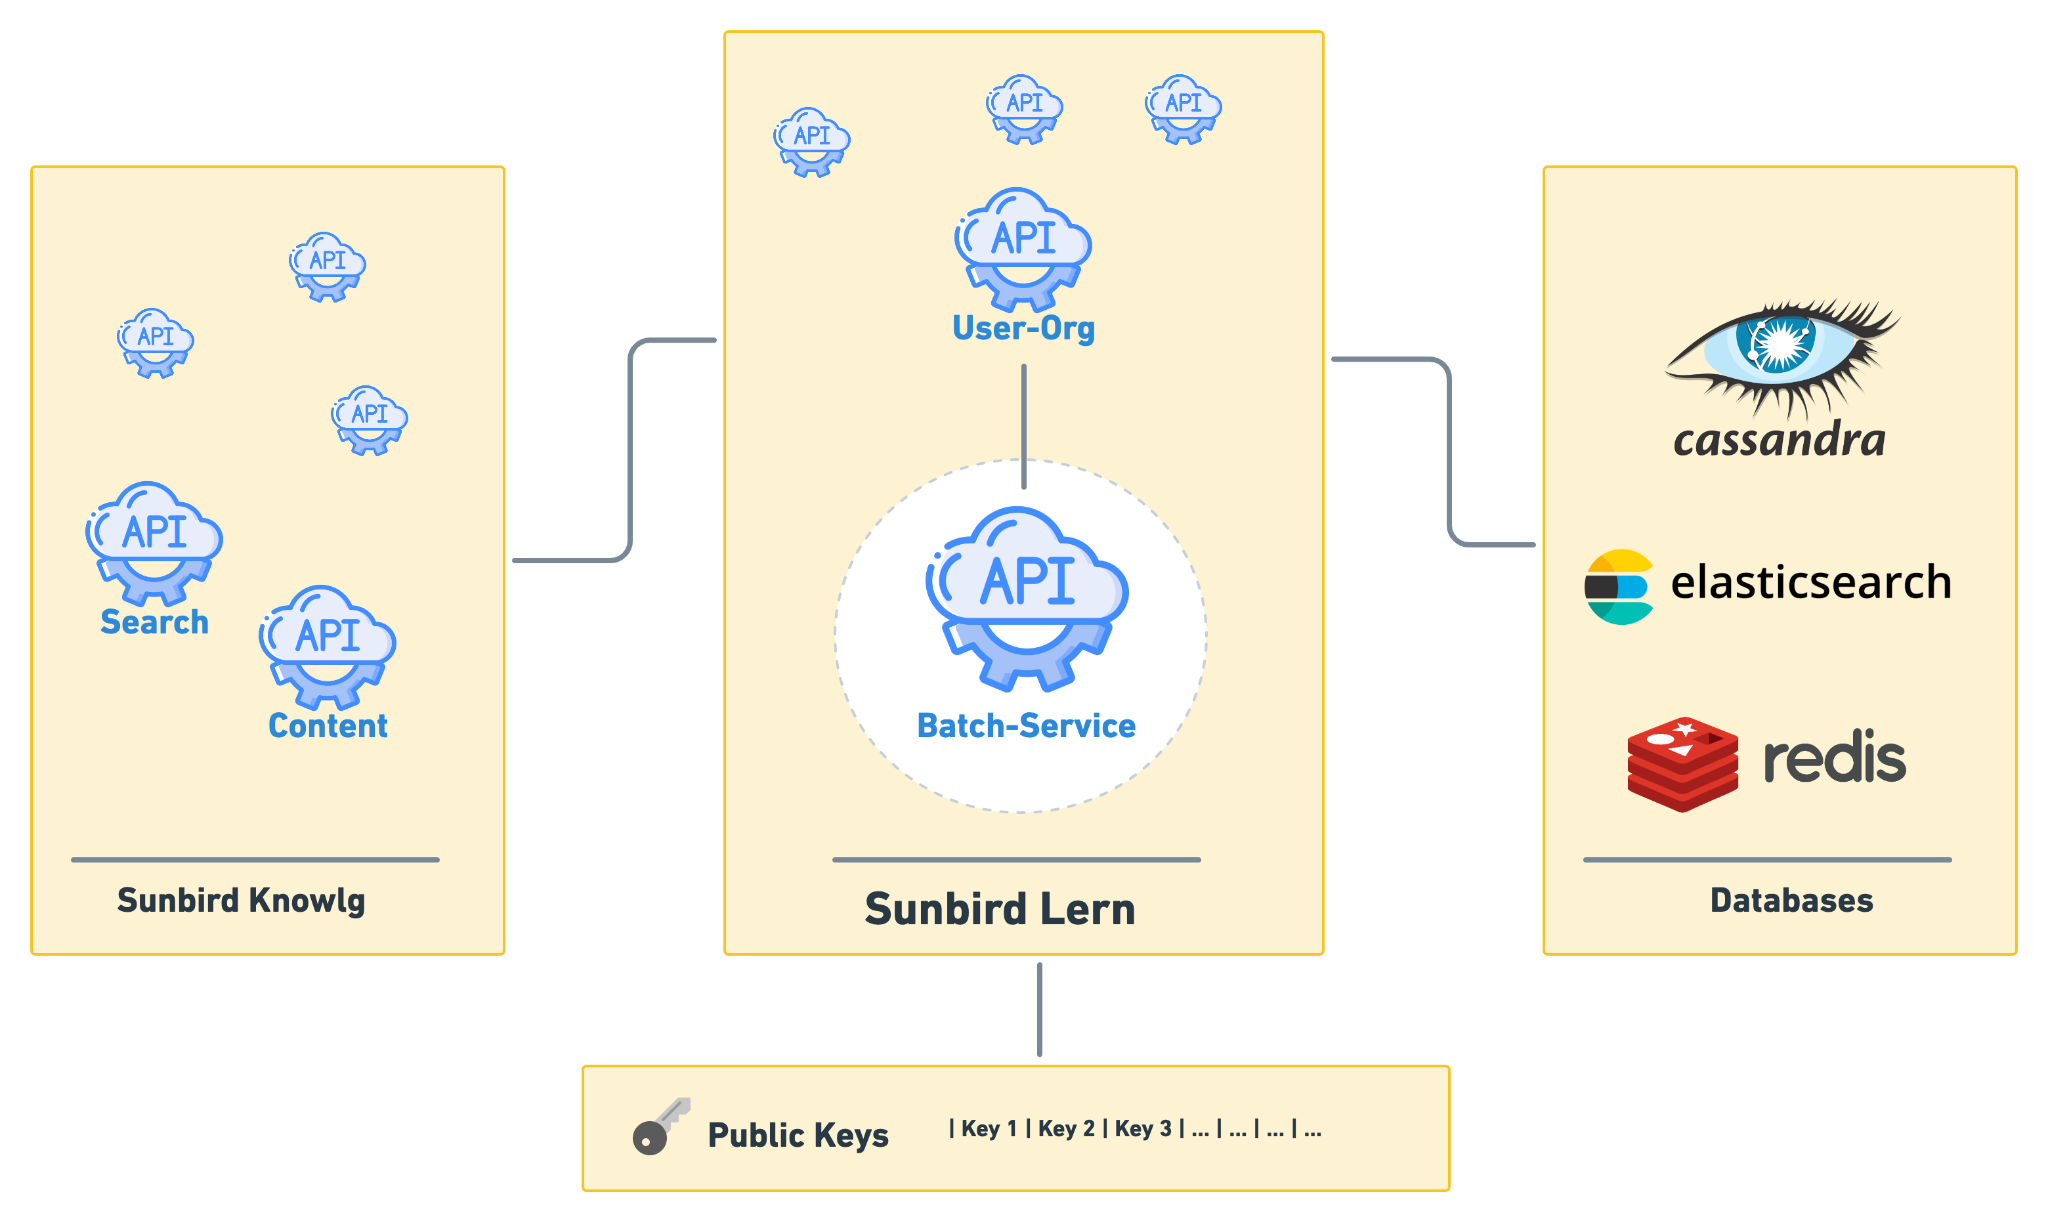 API
API
API
Search
API
API
Content
Sunbird Knowlg
API
API
API
API
User-Org
API
Batch-Service
Sunbird Lern
cassandra
elasticsearch
redis
Databases
Public Keys
| Key 1 | Key 2 | Key 3 | ... | ... | ... | ...